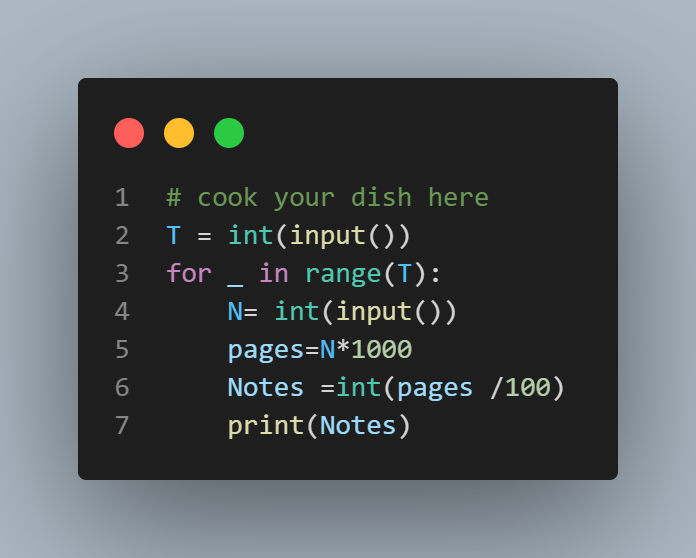 1 # cook your dish here
2 T = int(input())
3 for _ in range(T):
4     N= int(input())
5     pages=N*1000
6     Notes =int(pages /100)
7     print(Notes)